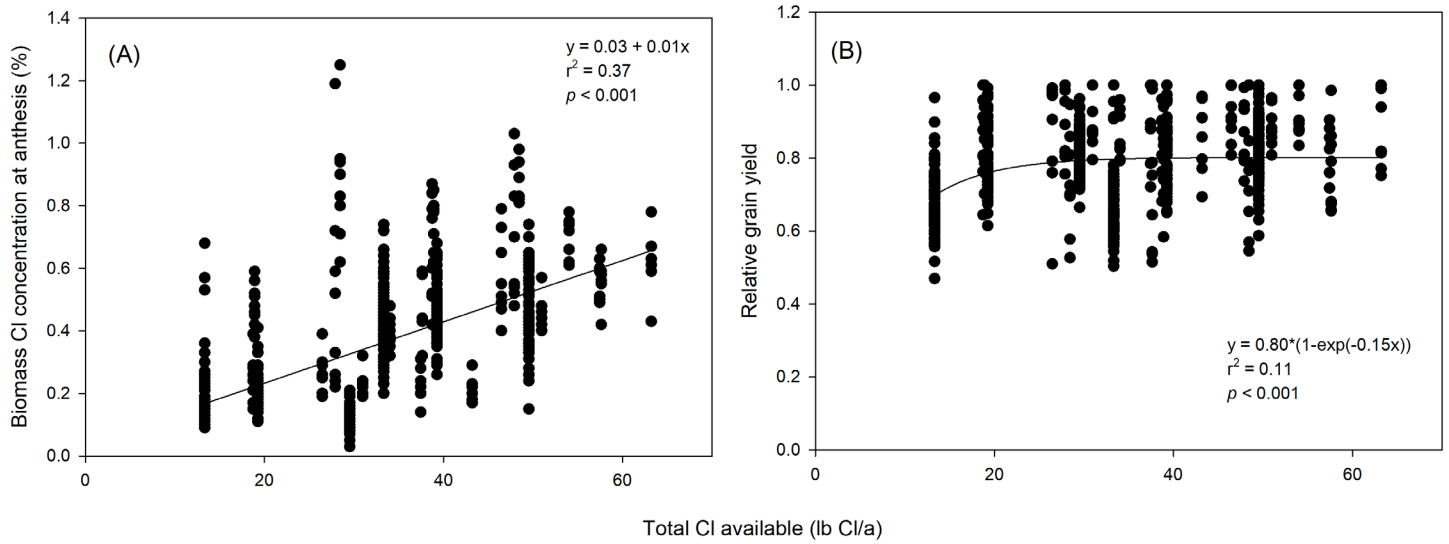 (A)
y = 0.03 + 0.01x
r² = 0.37
p < 0.001
Biomass Cl concentration at anthesis (%)
1.4
1.2
1.0
0.8
0.6
0.4
0.2
0.0
0 20 40 60
(B)
Relative grain yield
1.2
1.0
0.8
0.6
0.4
0.2
0.0
y = 0.80*(1-exp(-0.15x))
r² = 0.11
p < 0.001
0 20 40 60
Total Cl available (lb Cl/a)